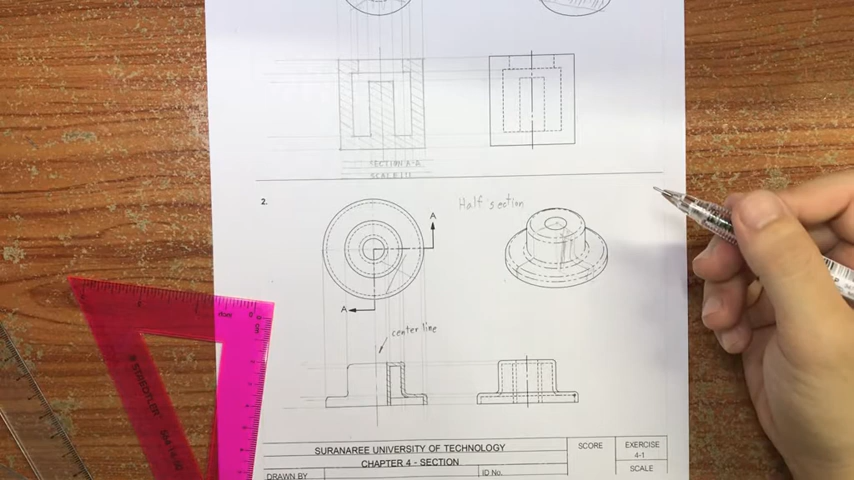 SECTION A-A
SCALE 1:1
2.
Half section
A
A
center line
SURANAREE UNIVERSITY OF TECHNOLOGY
CHAPTER 4 - SECTION
DRAWN BY
ID No.
SCORE
EXERCISE
4-1
SCALE
STAEDTLER